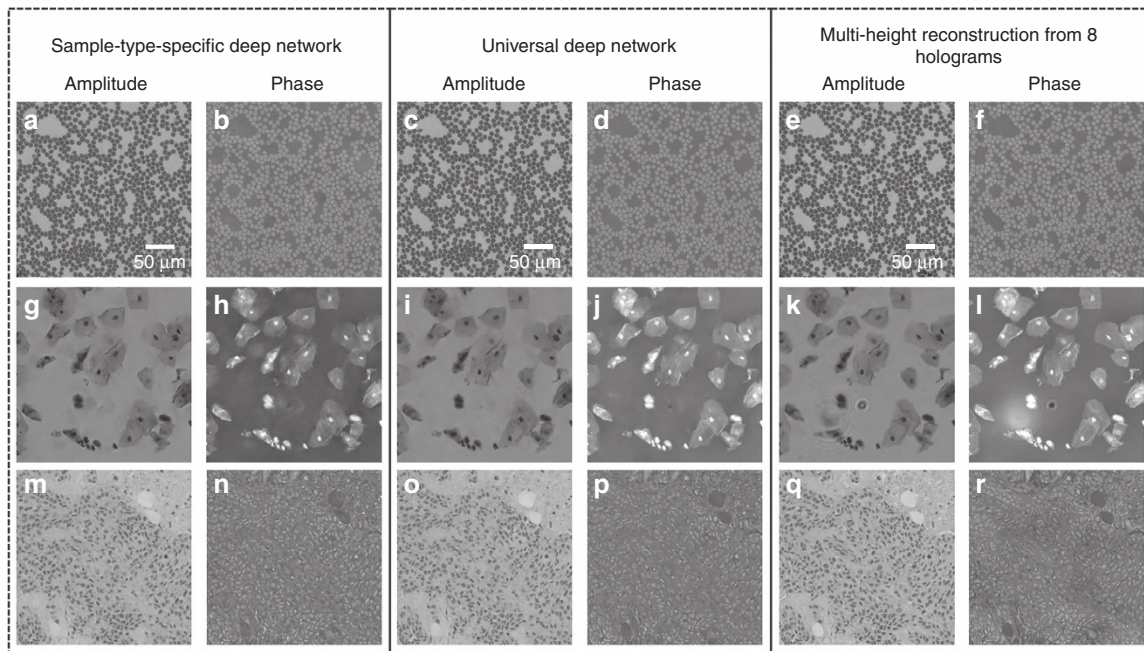 Sample-type-specific deep network
Universal deep network
Multi-height reconstruction from 8
holograms
Amplitude Phase Amplitude Phase Amplitude Phase
a b c d e f
50 μm 50 μm 50 μm
g h i j k l
m n o p q r